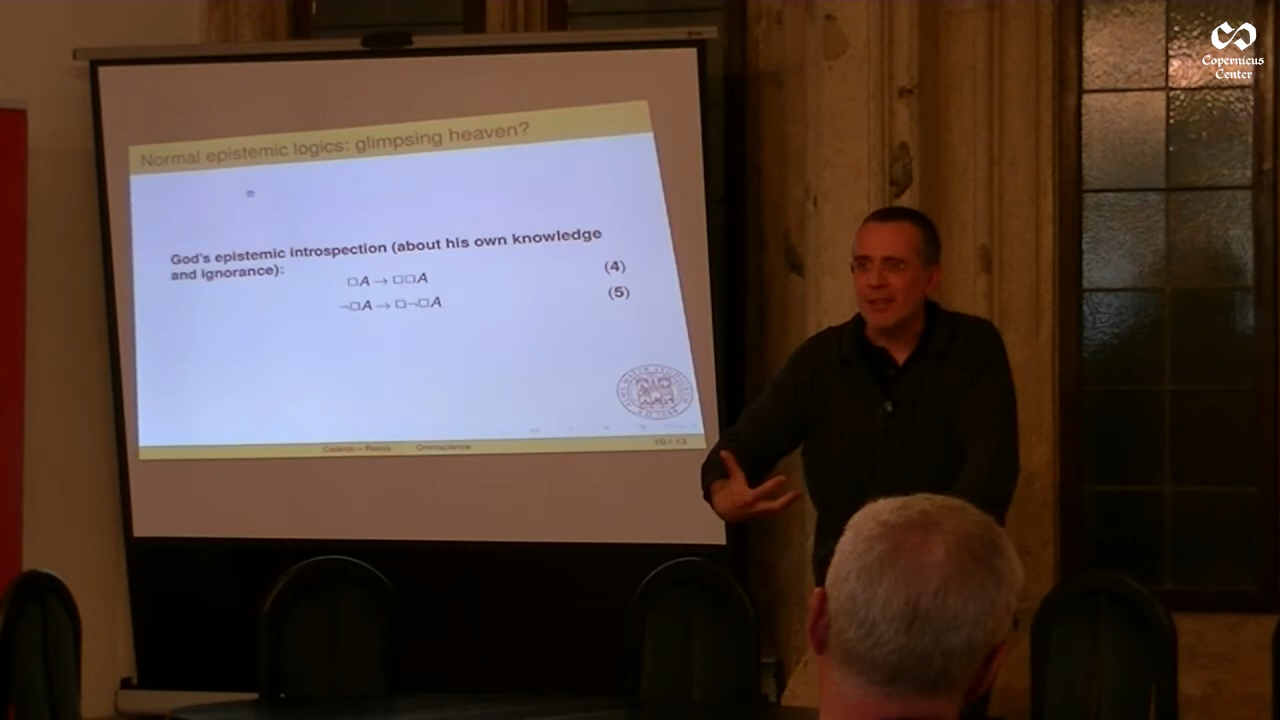 Copernicus
Center
Normal epistemic logics: glimpsing heaven?
God's epistemic introspection (about his own knowledge
and ignorance):
□A → □□A (4)
¬□A → □¬□A (5)
Omniscience
10 / 13